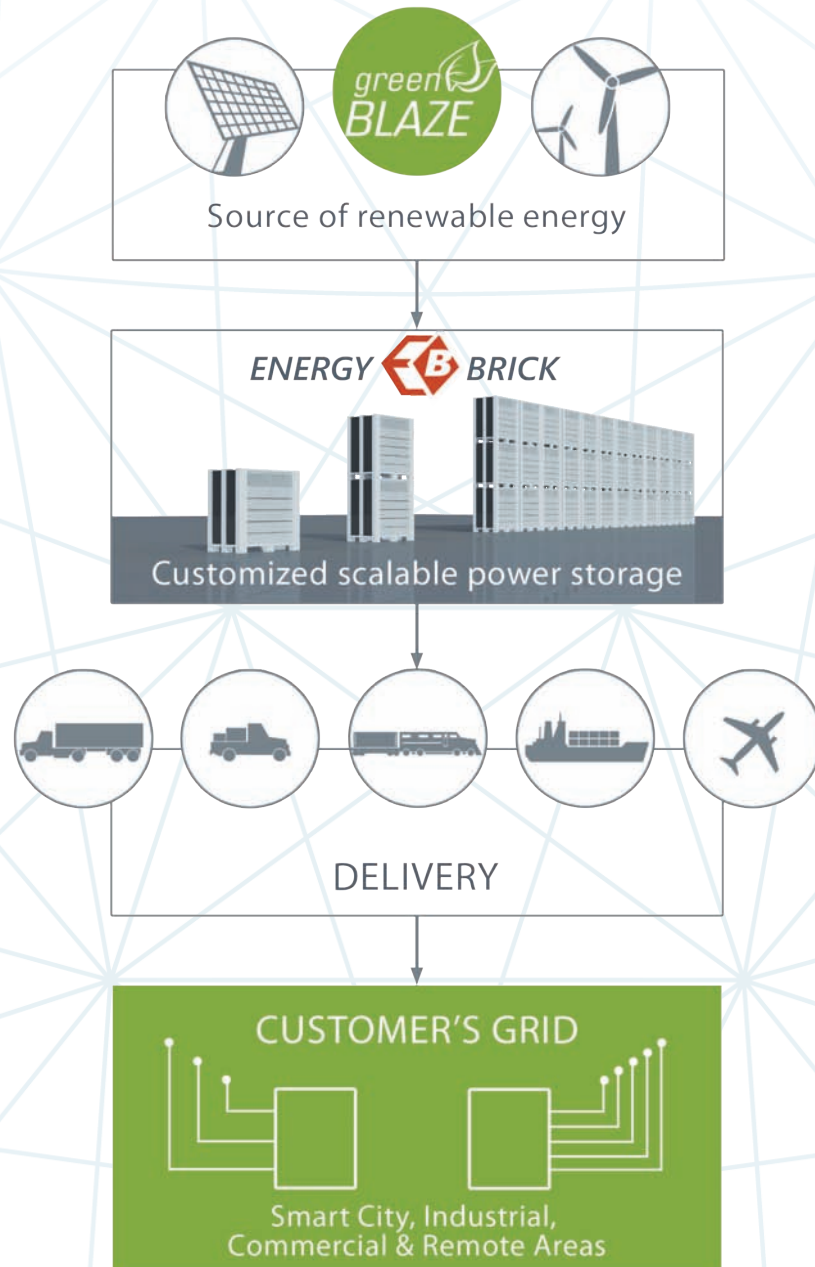 green
BLAZE
Source of renewable energy
ENERGY B BRICK
Customized scalable power storage
DELIVERY
CUSTOMER'S GRID
Smart City, Industrial,
Commercial & Remote Areas